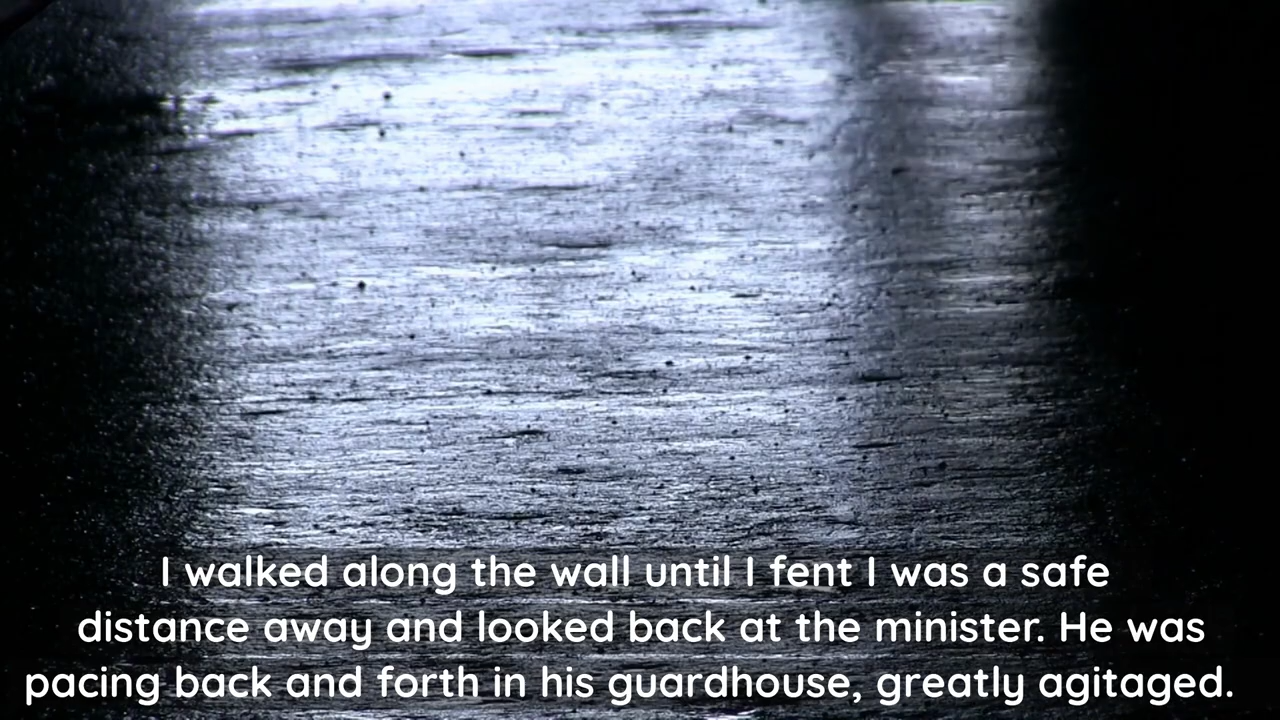 I walked along the wall until I fent I was a safe
distance away and looked back at the minister. He was
pacing back and forth in his guardhouse, greatly agitaged.